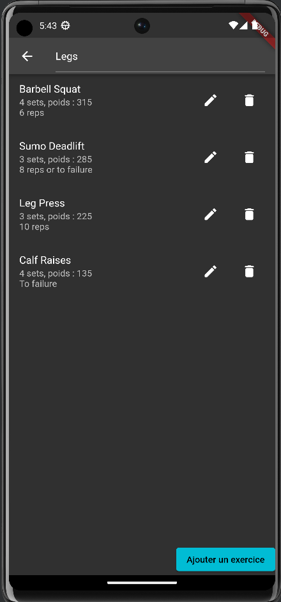 5:43
DEBUG
Legs
Barbell Squat
4 sets, poids : 315
6 reps
Sumo Deadlift
3 sets, poids : 285
8 reps or to failure
Leg Press
3 sets, poids : 225
10 reps
Calf Raises
4 sets, poids : 135
To failure
Ajouter un exercice